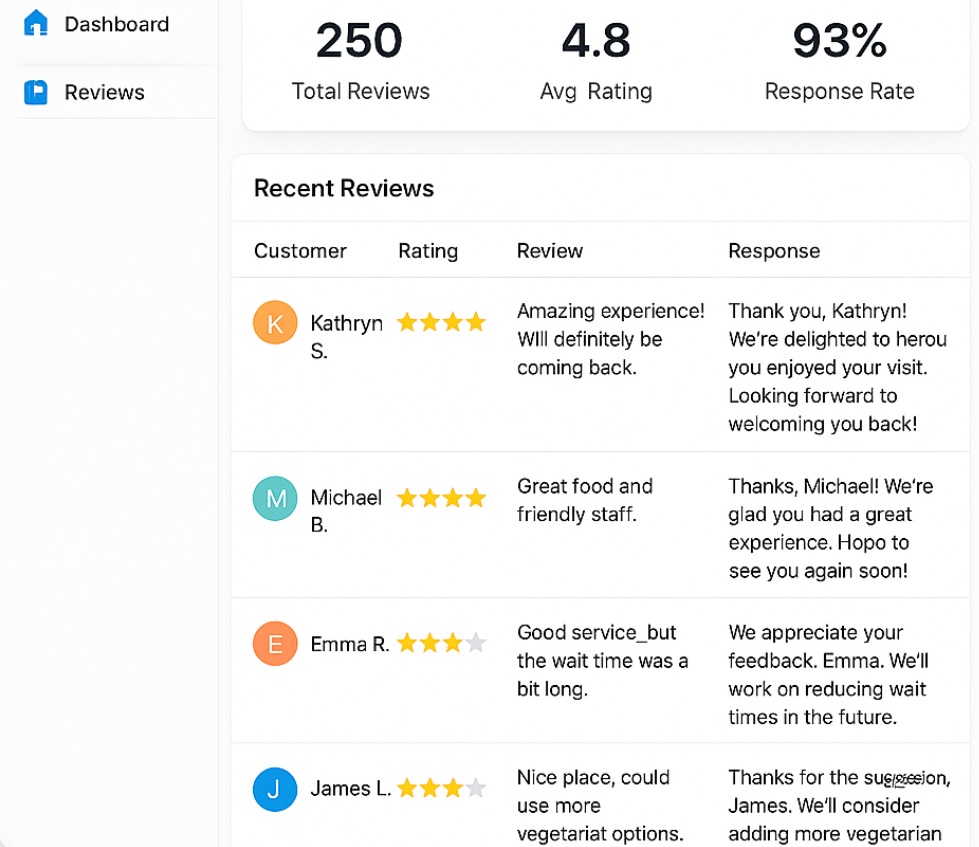 Dashboard
Reviews
250
4.8
93%
Total Reviews
Avg Rating
Response Rate
Recent Reviews
Customer
Rating
Review
Response
K
Kathryn
S.
Amazing experience!
WIll definitely be
coming back.
Thank you, Kathryn!
We're delighted to herou
you enjoyed your visit.
Looking forward to
welcoming you back!
M
Michael
B.
Great food and
friendly staff.
Thanks, Michael! We're
glad you had a great
experience. Hopo to
see you again soon!
E
Emma R.
Good service_but
the wait time was a
bit long.
We appreciate your
feedback. Emma. We'll
work on reducing wait
times in the future.
J
James L.
Nice place, could
use more
vegetariat options.
Thanks for the
James. We'll consider
adding more vegetarian